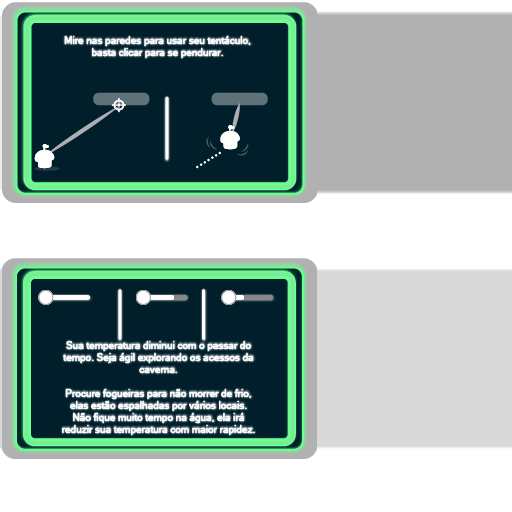 Mire nas paredes para usar seu tentáculo,
basta clicar para se pendurar.
Sua temperatura diminui com o passar do
tempo. Seja ágil explorando os acessos da
caverna.
Procure fogueiras para não morrer de frio,
elas estão espalhadas por vários locais.
Não fique muito tempo na água, ela irá
reduzir sua temperatura com maior rapidez.